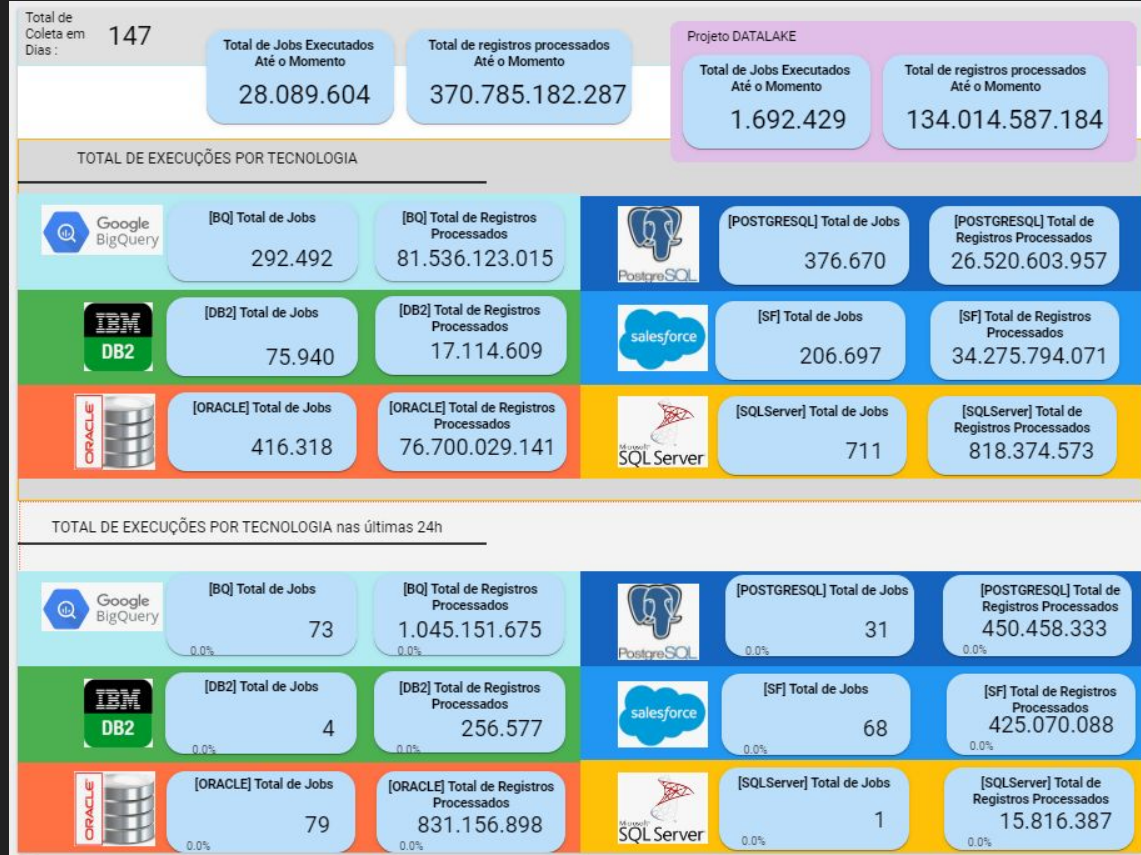 Total de
Coleta em
Dias :
147
Total de Jobs Executados
Até o Momento
28.089.604
Total de registros processados
Até o Momento
370.785.182.287
Projeto DATALAKE
Total de Jobs Executados
Até o Momento
1.692.429
Total de registros processados
Até o Momento
134.014.587.184
TOTAL DE EXECUÇÕES POR TECNOLOGIA
Google
BigQuery
[BQ] Total de Jobs
292.492
[BQ] Total de Registros
Processados
81.536.123.015
PostgreSQL
[POSTGRESQL] Total de Jobs
376.670
[POSTGRESQL] Total de
Registros Processados
26.520.603.957
IBM
DB2
[DB2] Total de Jobs
75.940
[DB2] Total de Registros
Processados
17.114.609
salesforce
[SF] Total de Jobs
206.697
[SF] Total de Registros
Processados
34.275.794.071
ORACLE
[ORACLE] Total de Jobs
416.318
[ORACLE] Total de Registros
Processados
76.700.029.141
Microsoft
SQL Server
[SQLServer] Total de Jobs
711
[SQLServer] Total de
Registros Processados
818.374.573
TOTAL DE EXECUÇÕES POR TECNOLOGIA nas últimas 24h
Google
BigQuery
[BQ] Total de Jobs
73
0.0%
[BQ] Total de Registros
Processados
1.045.151.675
0.0%
PostgreSQL
[POSTGRESQL] Total de Jobs
31
0.0%
[POSTGRESQL] Total de
Registros Processados
450.458.333
0.0%
IBM
DB2
[DB2] Total de Jobs
4
0.0%
[DB2] Total de Registros
Processados
256.577
0.0%
salesforce
[SF] Total de Jobs
68
0.0%
[SF] Total de Registros
Processados
425.070.088
0.0%
ORACLE
[ORACLE] Total de Jobs
79
0.0%
[ORACLE] Total de Registros
Processados
831.156.898
0.0%
Microsoft
SQL Server
[SQLServer] Total de Jobs
1
0.0%
[SQLServer] Total de
Registros Processados
15.816.387
0.0%